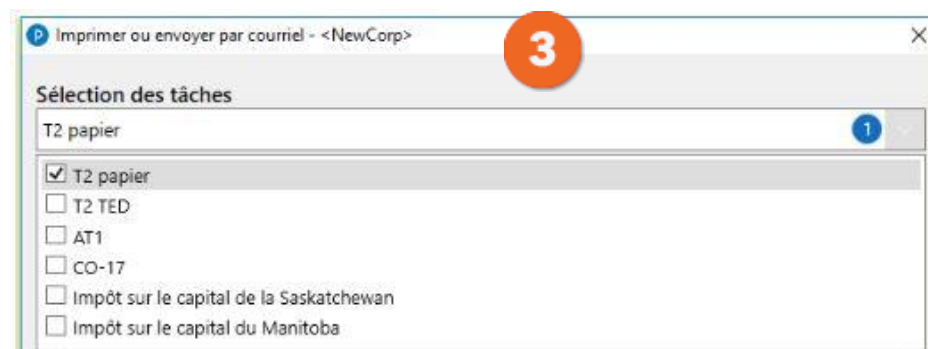 Imprimer ou envoyer par courriel - <NewCorp>
3
Sélection des tâches
T2 papier
1
T2 papier
T2 TED
AT1
CO-17
Impôt sur le capital de la Saskatchewan
Impôt sur le capital du Manitoba